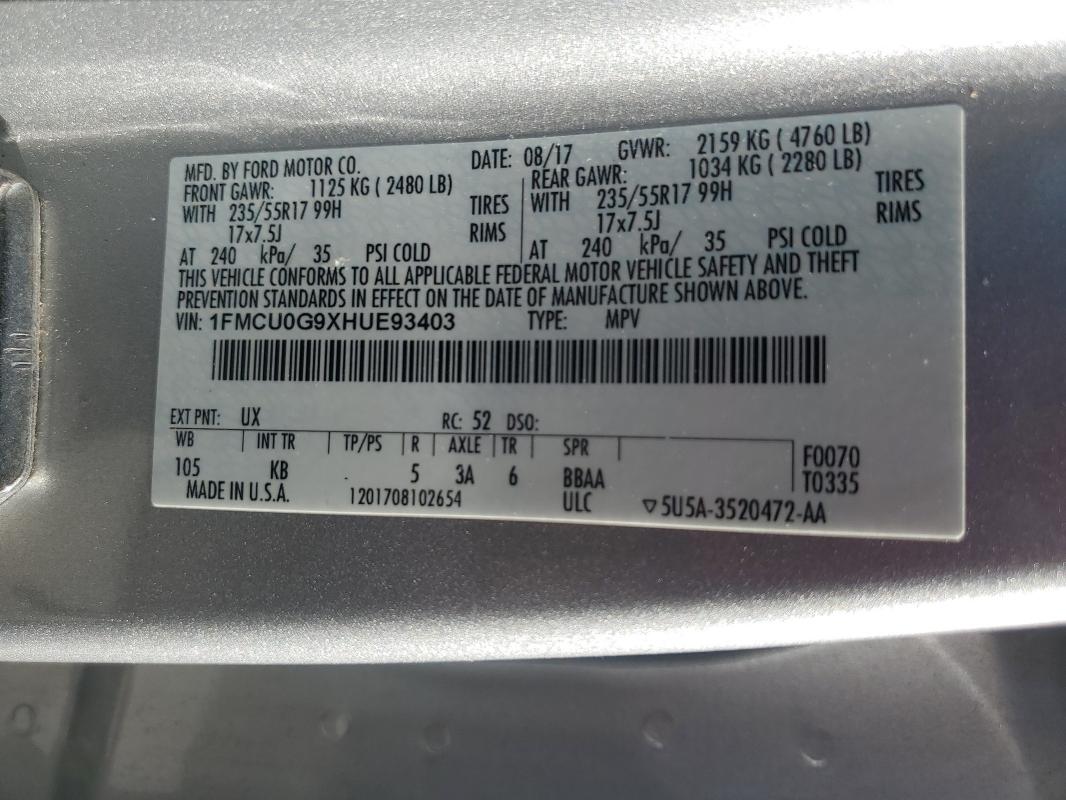 MFD. BY FORD MOTOR CO. DATE: 08/17 GVWR: 2159 KG ( 4760 LB)
FRONT GAWR: 1125 KG ( 2480 LB) REAR GAWR: 1034 KG ( 2280 LB)
WITH 235/55R17 99H TIRES WITH 235/55R17 99H TIRES
17x7.5J RIMS 17x7.5J RIMS
AT 240 kPa/ 35 PSI COLD AT 240 kPa/ 35 PSI COLD
THIS VEHICLE CONFORMS TO ALL APPLICABLE FEDERAL MOTOR VEHICLE SAFETY AND THEFT
PREVENTION STANDARDS IN EFFECT ON THE DATE OF MANUFACTURE SHOWN ABOVE.
VIN: 1FMCU0G9XHUE93403 TYPE: MPV
EXT PNT: UX RC: 52 DSO:
WB INT TR TP/PS R AXLE TR SPR F0070
105 KB . 5 3A 6 BBAA T0335
MADE IN U.S.A. 1201708102654 ULC ▽5U5A-3520472-AA